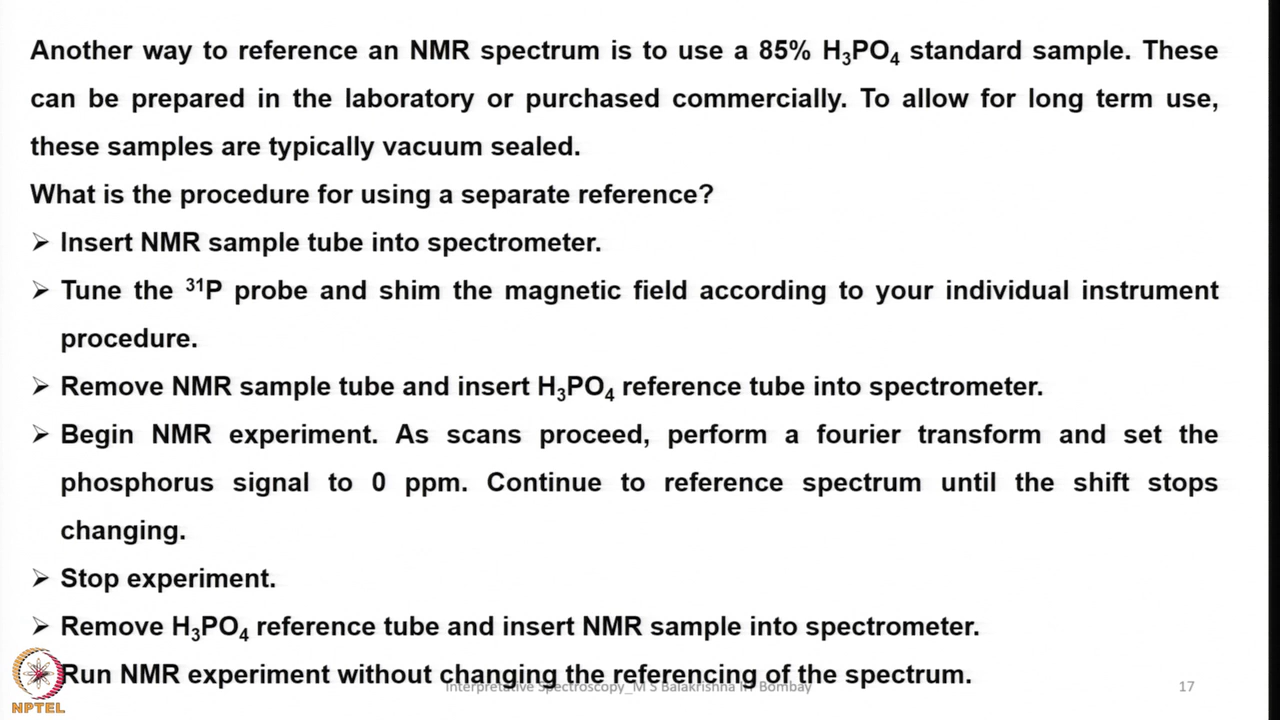 Another way to reference an NMR spectrum is to use a 85% H₃PO₄ standard sample. These
can be prepared in the laboratory or purchased commercially. To allow for long term use,
these samples are typically vacuum sealed.
What is the procedure for using a separate reference?
➢ Insert NMR sample tube into spectrometer.
➢ Tune the ³¹P probe and shim the magnetic field according to your individual instrument
procedure.
➢ Remove NMR sample tube and insert H₃PO₄ reference tube into spectrometer.
➢ Begin NMR experiment. As scans proceed, perform a fourier transform and set the
phosphorus signal to 0 ppm. Continue to reference spectrum until the shift stops
changing.
➢ Stop experiment.
➢ Remove H₃PO₄ reference tube and insert NMR sample into spectrometer.
Run NMR experiment without changing the referencing of the spectrum.
Interpretative Spectroscopy_M S Balakrishna IIT Bombay
17
NPTEL